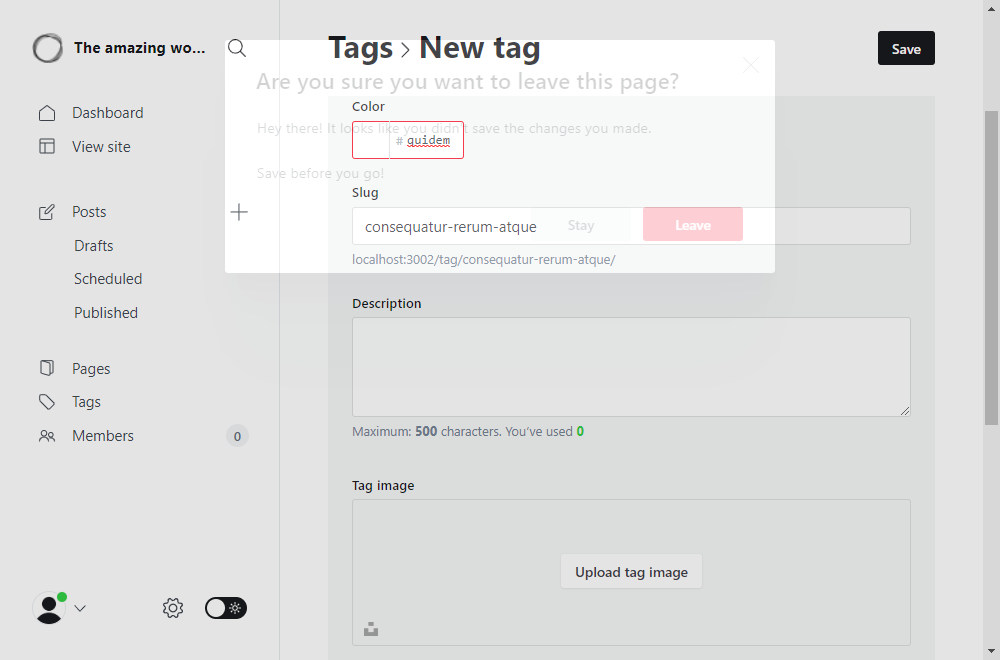 The amazing wo...
Dashboard
View site
Posts
Drafts
Scheduled
Published
Pages
Tags
Members
0
Tags > New tag
Save
Are you sure you want to leave this page?
Hey there! It looks like you didn't save the changes you made.
Save before you go!
Stay
Leave
Color
# quidem
Slug
consequatur-rerum-atque
localhost:3002/tag/consequatur-rerum-atque/
Description
Maximum: 500 characters. You've used 0
Tag image
Upload tag image